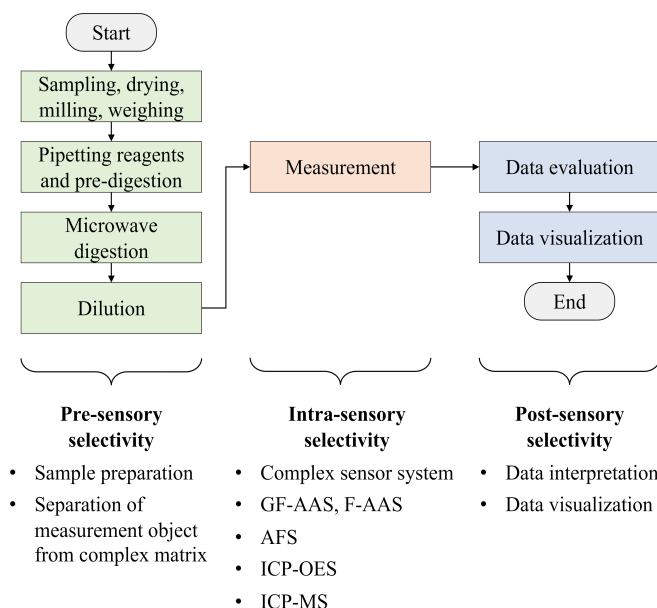 Start
Sampling, drying,
milling, weighing
Pipetting reagents
and pre-digestion
Microwave
digestion
Dilution
Measurement
Data evaluation
Data visualization
End
Pre-sensory
selectivity
• Sample preparation
• Separation of
measurement object
from complex matrix
Intra-sensory
selectivity
• Complex sensor system
• GF-AAS, F-AAS
• AFS
• ICP-OES
• ICP-MS
Post-sensory
selectivity
• Data interpretation
• Data visualization